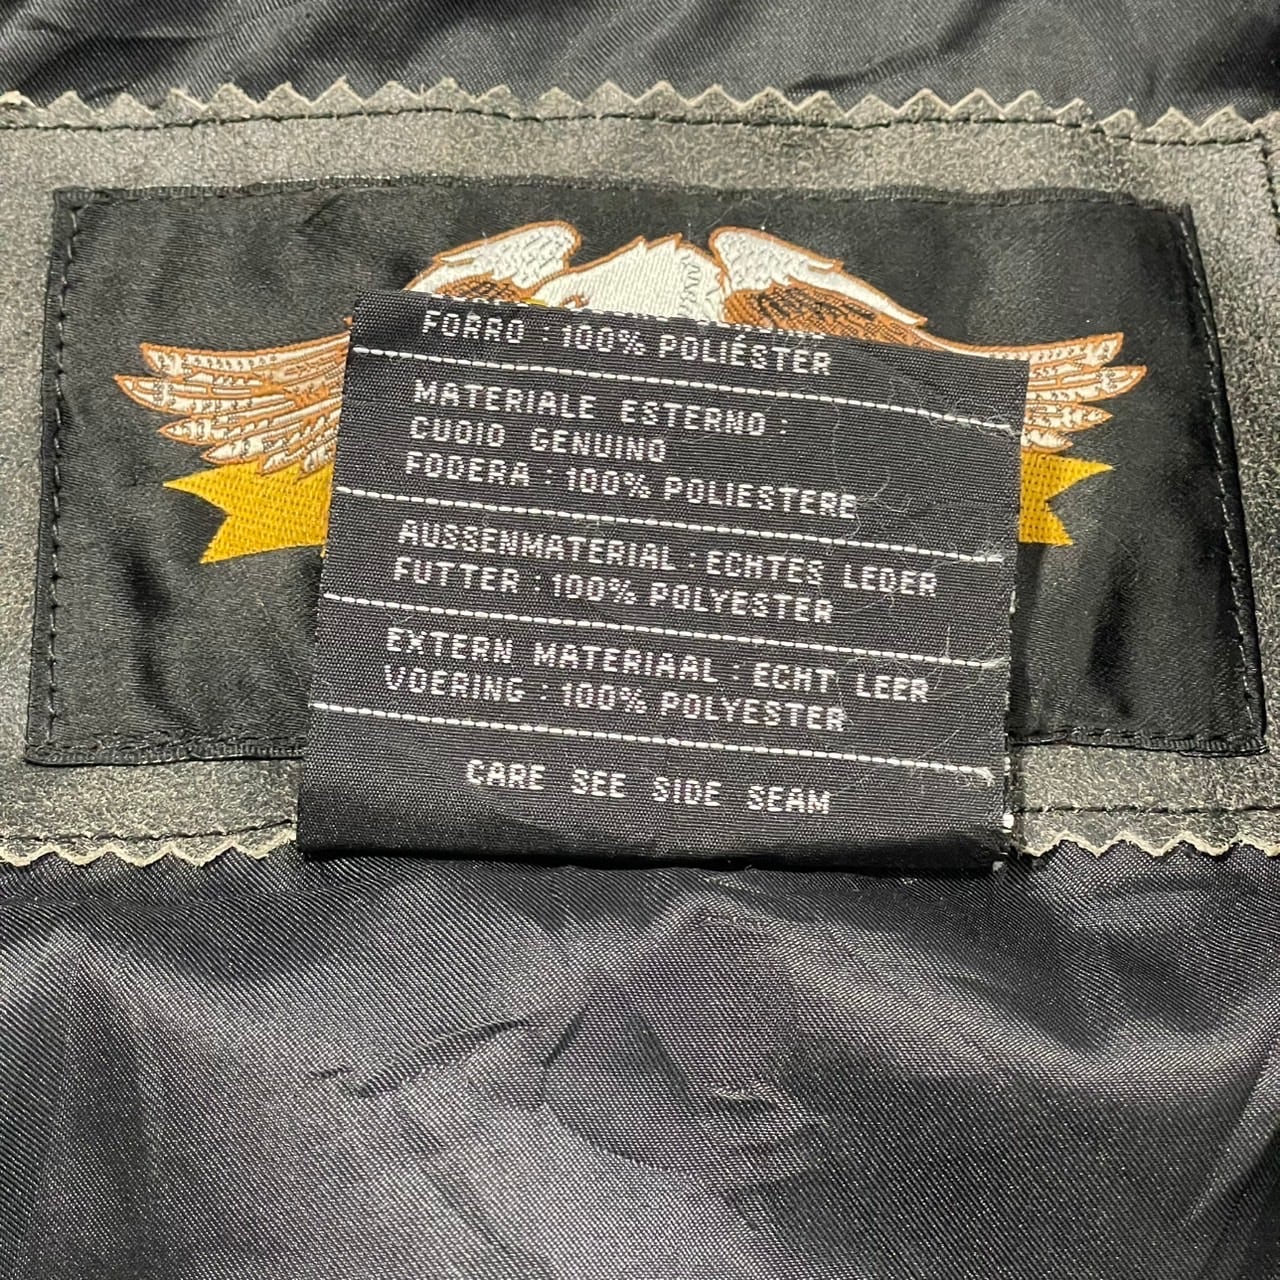 FORRO : 100% POLIÉSTER
MATERIALE ESTERNO :
CUOIO GENUINO
FODERA : 100% POLIESTERE
AUSSENMATERIAL : ECHTES LEDER
FUTTER : 100% POLYESTER
EXTERN MATERIAAL : ECHT LEER
VOERING : 100% POLYESTER
CARE SEE SIDE SEAM